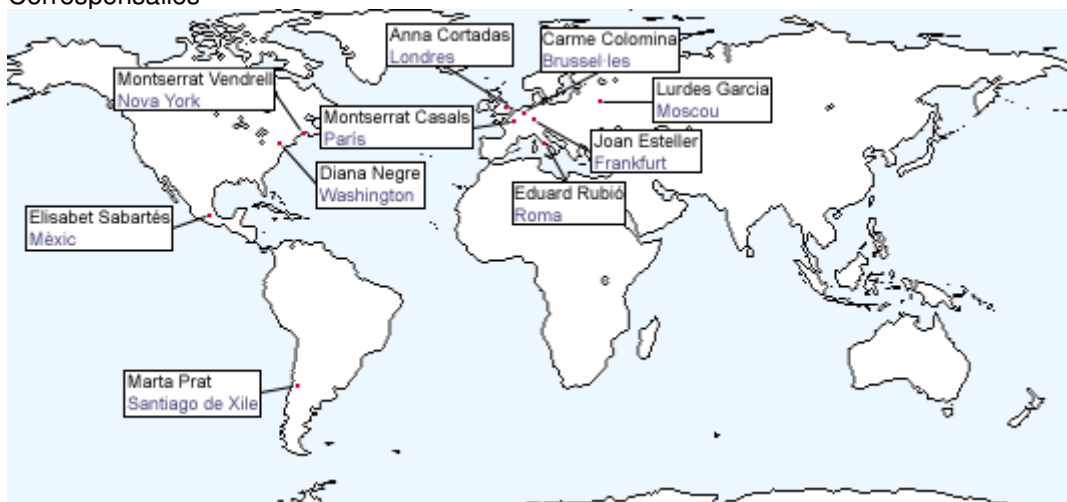 Corresponsalies
Anna Cortadas
Londres
Carme Colomina
Brussel·les
Montserrat Vendrell
Nova York
Lurdes Garcia
Moscou
Montserrat Casals
París
Joan Esteller
Frankfurt
Diana Negre
Washington
Eduard Rubió
Roma
Elisabet Sabartés
Mèxic
Marta Prat
Santiago de Xile